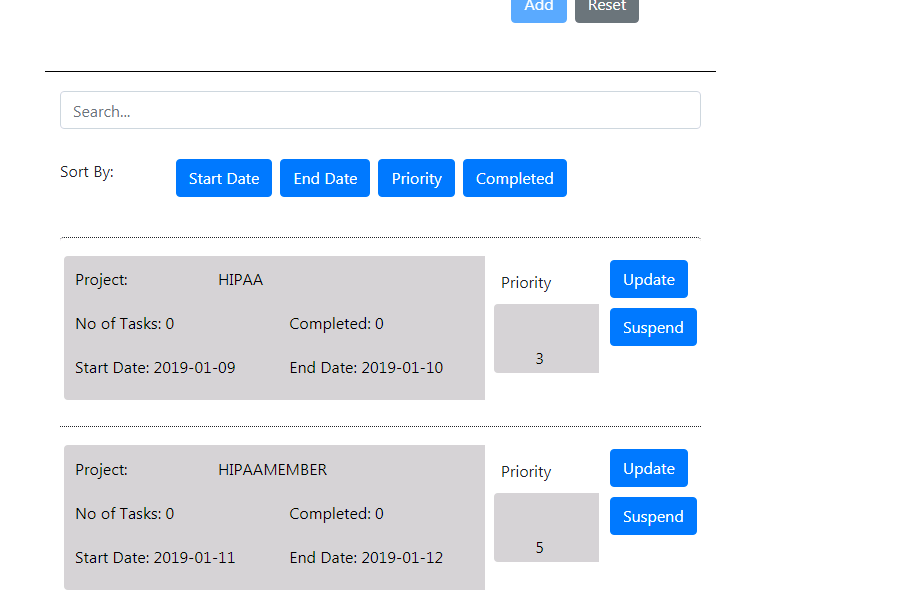 Add Reset
Search...
Sort By: Start Date End Date Priority Completed
Project: HIPAA Priority Update
No of Tasks: 0 Completed: 0 Suspend
Start Date: 2019-01-09 End Date: 2019-01-10 3
Project: HIPAAMEMBER Priority Update
No of Tasks: 0 Completed: 0 Suspend
Start Date: 2019-01-11 End Date: 2019-01-12 5